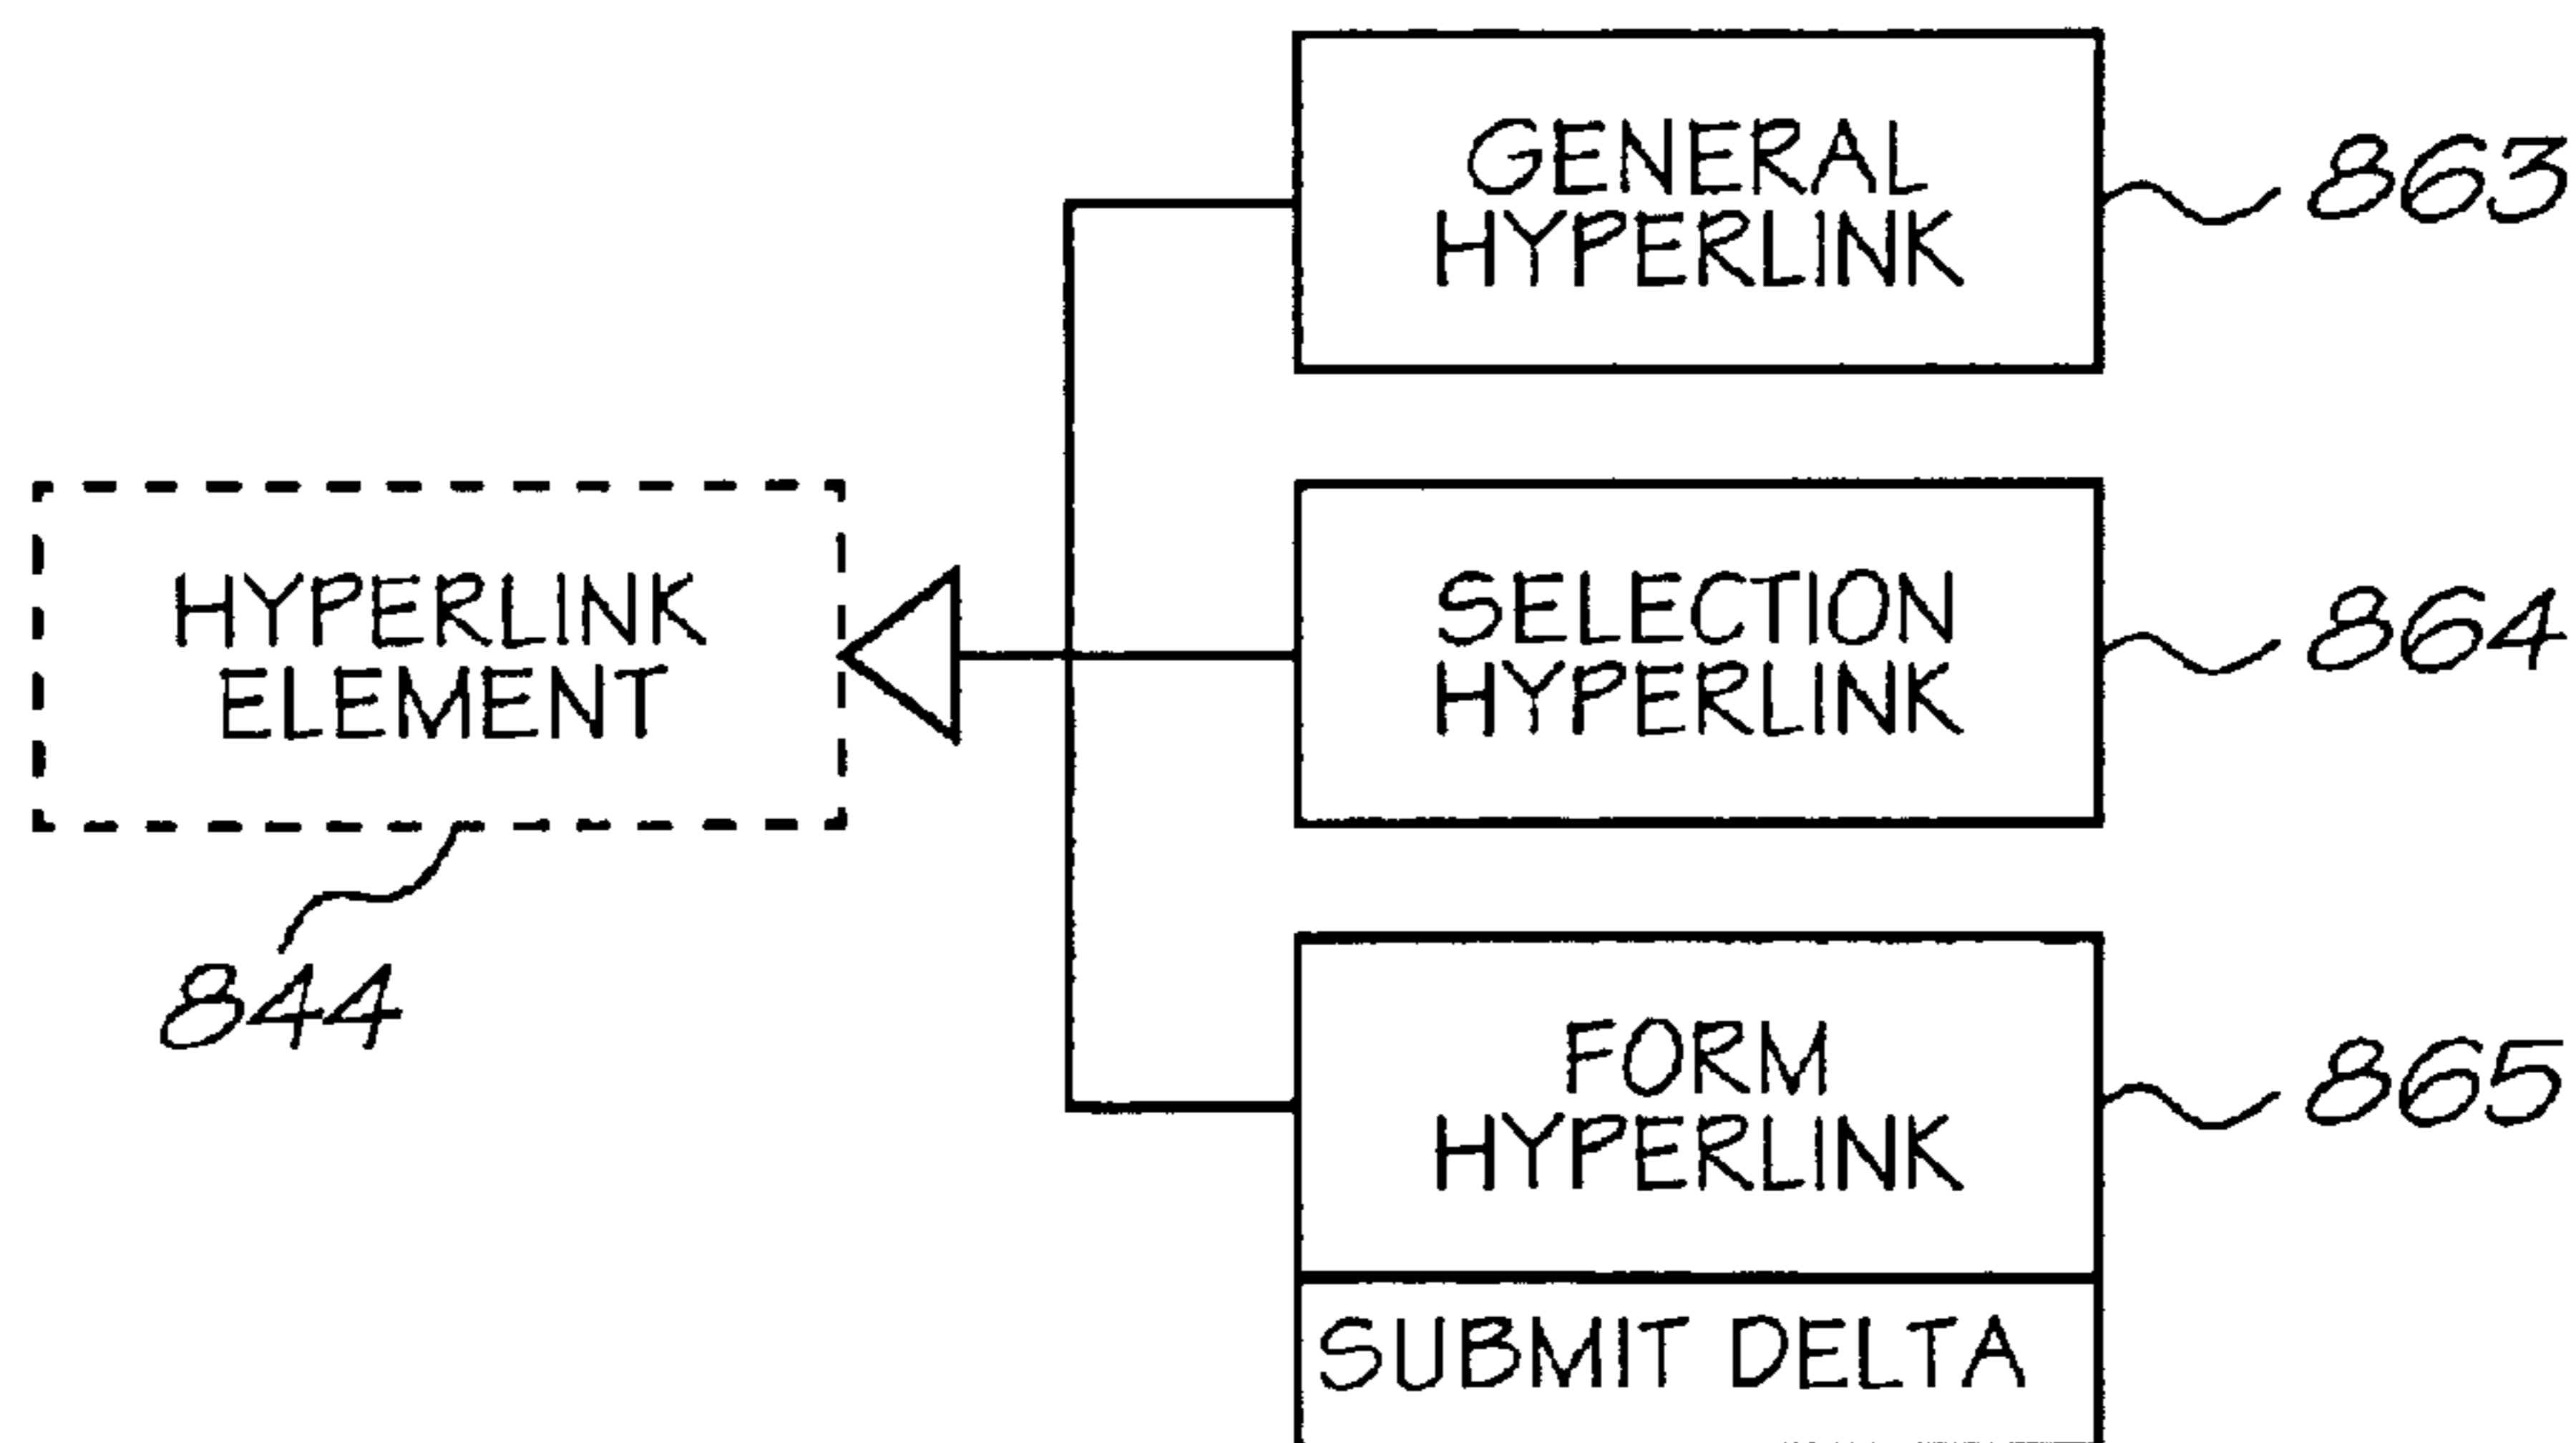 GENERAL
HYPERLINK
863
HYPERLINK
ELEMENT
844
SELECTION
HYPERLINK
864
FORM
HYPERLINK
865
SUBMIT DELTA